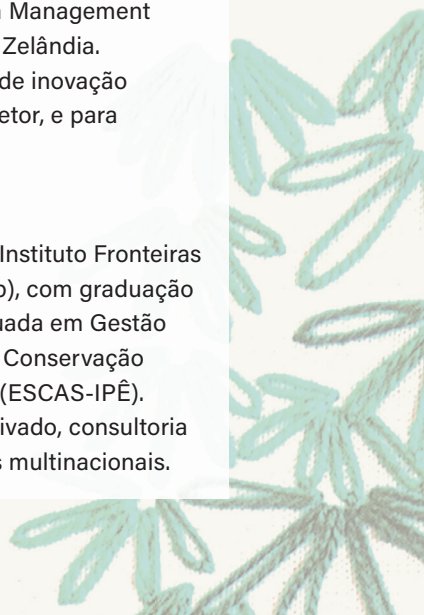 Management
Zelândia.
de inovação
etor, e para
Instituto Fronteiras
), com graduação
uada em Gestão
Conservação
(ESCAS-IPÊ).
ivado, consultoria
s multinacionais.